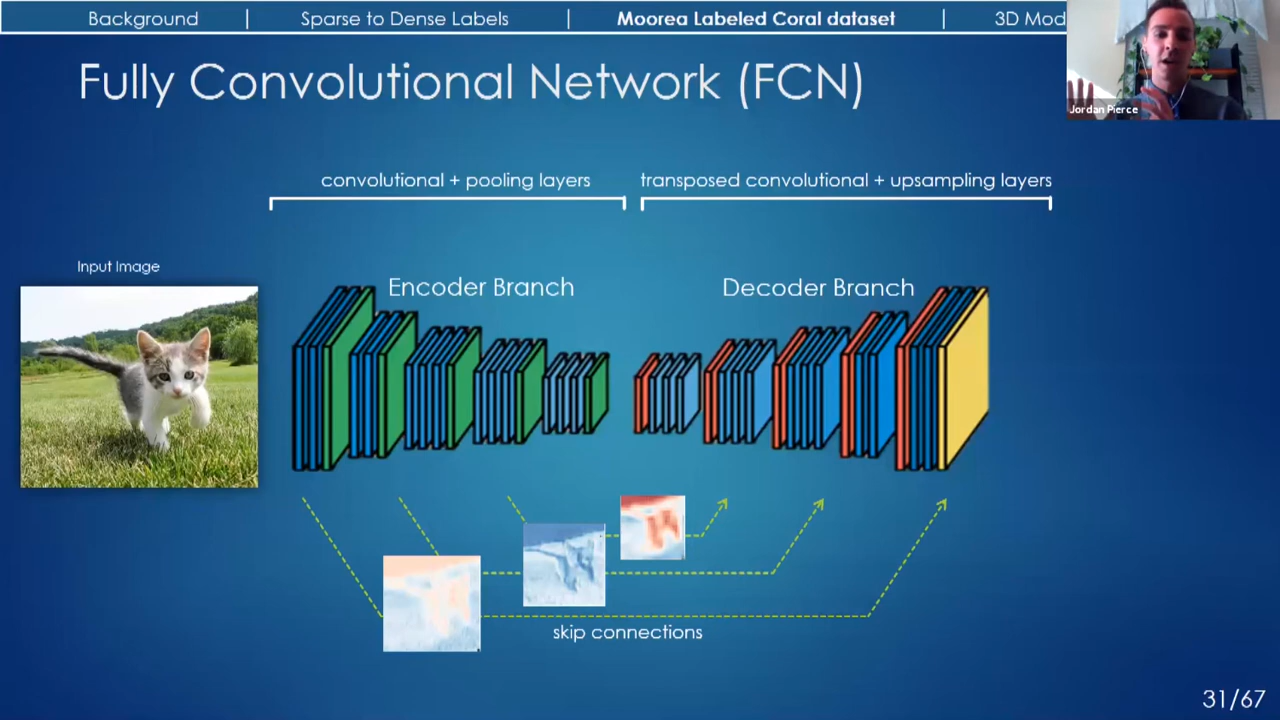 Background | Sparse to Dense Labels | Moorea Labeled Coral dataset | 3D Mod
Jordan Pierce
Fully Convolutional Network (FCN)
convolutional + pooling layers
transposed convolutional + upsampling layers
Input Image
Encoder Branch
Decoder Branch
skip connections
31/67